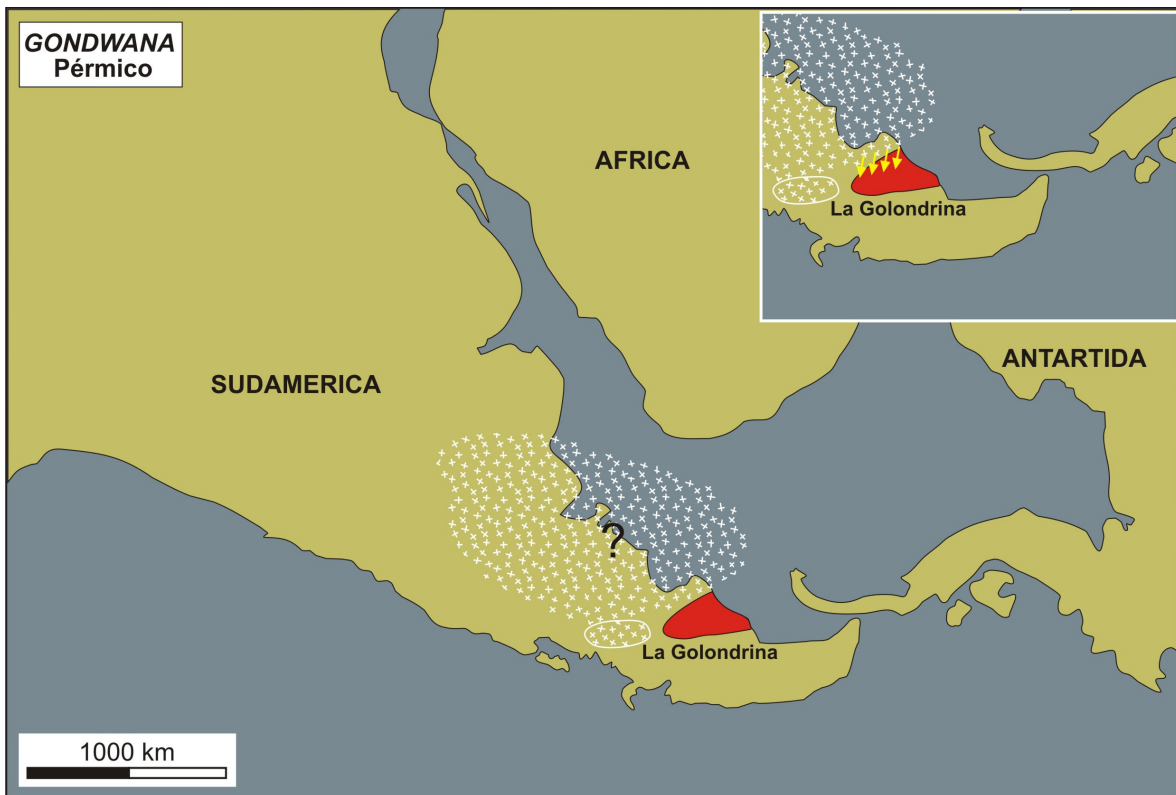 GONDWANA
Pérmico
AFRICA
La Golondrina
SUDAMERICA
ANTARTIDA
?
La Golondrina
1000 km